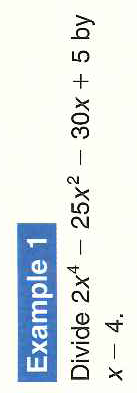 Example 1
Divide 2x⁴ − 25x² − 30x + 5 by
x − 4.